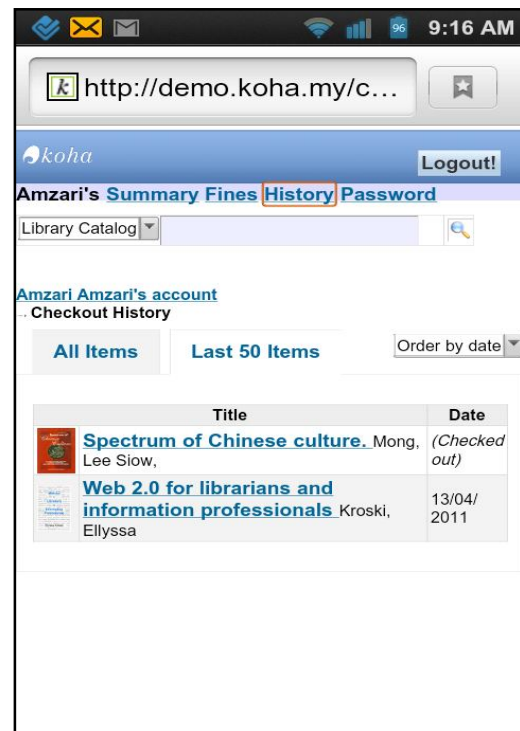 96 9:16 AM
k http://demo.koha.my/c...
koha
Logout!
Amzari's Summary Fines History Password
Library Catalog
Amzari Amzari's account
Checkout History
All Items Last 50 Items Order by date
Title Date
Spectrum of Chinese culture. Mong, (Checked
Lee Siow, out)
Web 2.0 for librarians and
information professionals Kroski, 13/04/
Ellyssa 2011